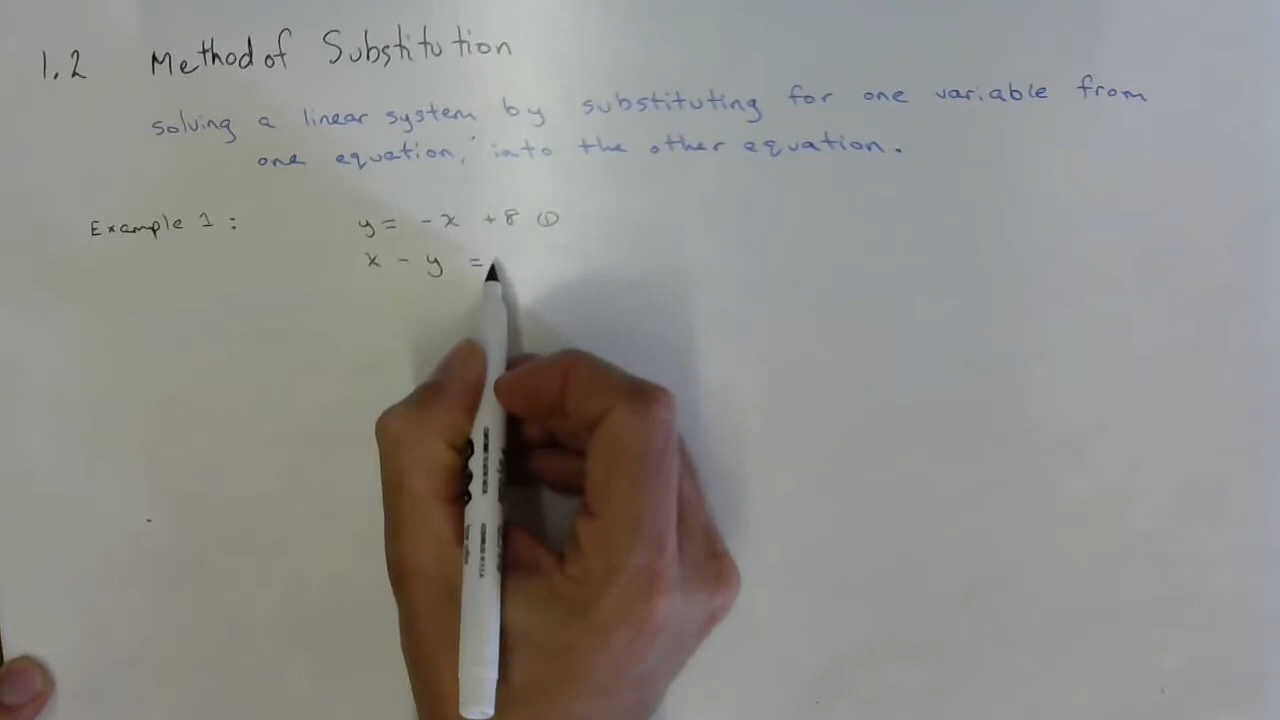 1.2 Method of Substitution
solving a linear system by substituting for one variable from
one equation, into the other equation.
Example 1: y = -x +8 ①
x - y =